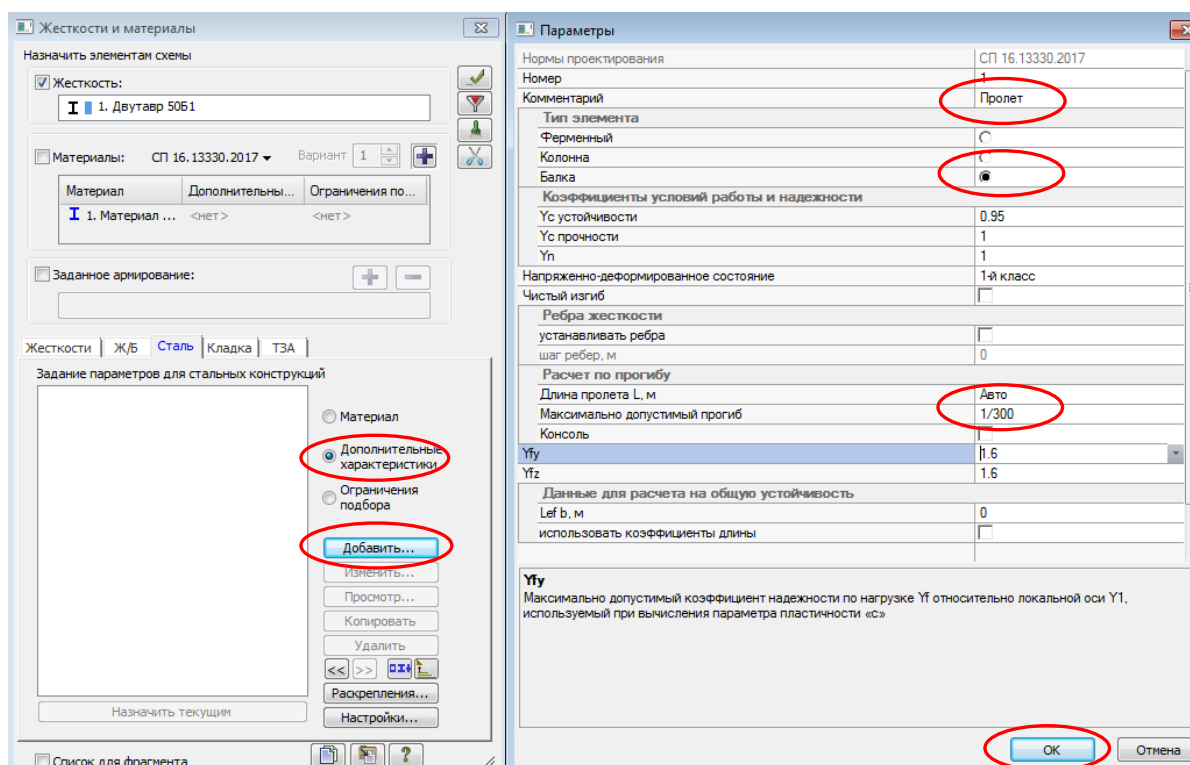 Жесткости и материалы
Назначить элементам схемы
Жесткость:
1. Двутавр 50Б1
Материалы: СП 16.13330.2017 Вариант 1
Материал Дополнительны... Ограничения по...
1. Материал ... <нет> <нет>
Заданное армирование:
Жесткости Ж/Б Сталь Кладка ТЗА
Задание параметров для стальных конструкций
Материал
Дополнительные
характеристики
Ограничения
подбора
Добавить...
Изменить...
Просмотр...
Копировать
Удалить
<< >>
Раскрепления...
Назначить текущим
Настройки...
Список для фрагмента
?
Параметры
Нормы проектирования СП 16.13330.2017
Номер 1
Комментарий Пролет
Тип элемента
Ферменный
Колонна
Балка
Коэффициенты условий работы и надежности
Yc устойчивости 0.95
Yc прочности 1
Yn 1
Напряженно-деформированное состояние 1-й класс
Чистый изгиб
Ребра жесткости
устанавливать ребра
шаг ребер, м 0
Расчет по прогибу
Длина пролета L, м Авто
Максимально допустимый прогиб 1/300
Консоль
Yfy 1.6
Yfz 1.6
Данные для расчета на общую устойчивость
Lef b, м 0
использовать коэффициенты длины
Yfy
Максимально допустимый коэффициент надежности по нагрузке Yf относительно локальной оси Y1,
используемый при вычисления параметра пластичности «с»
OK Отмена